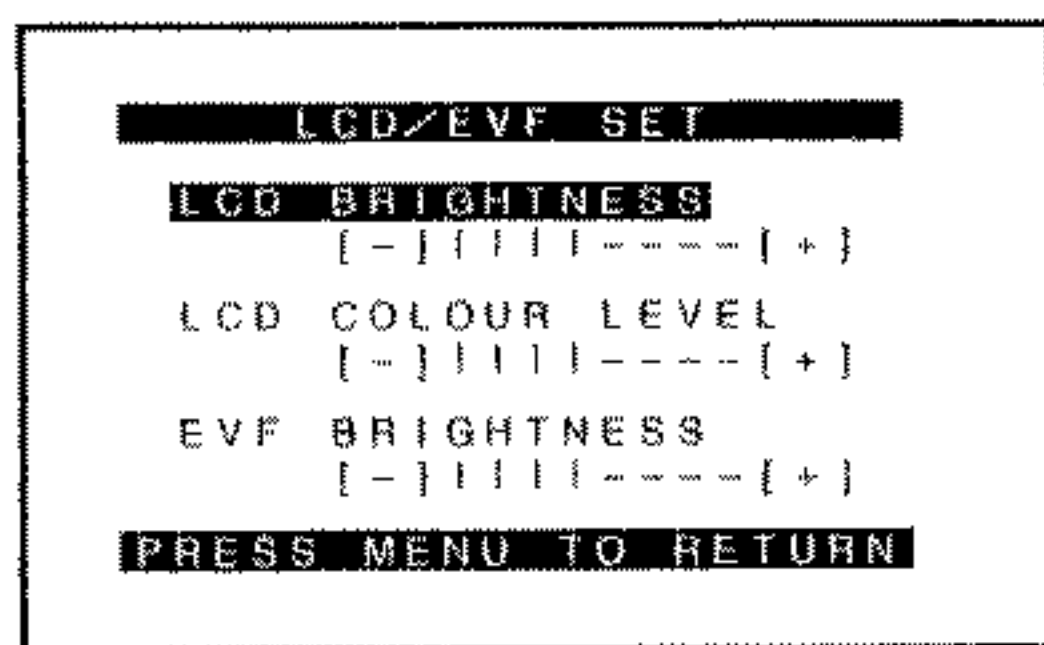 LCD/EVF SET
LCD BRIGHTNESS
[-]||||----[+]
LCD COLOUR LEVEL
[-]||||----[+]
EVF BRIGHTNESS
[-]||||----[+]
PRESS MENU TO RETURN